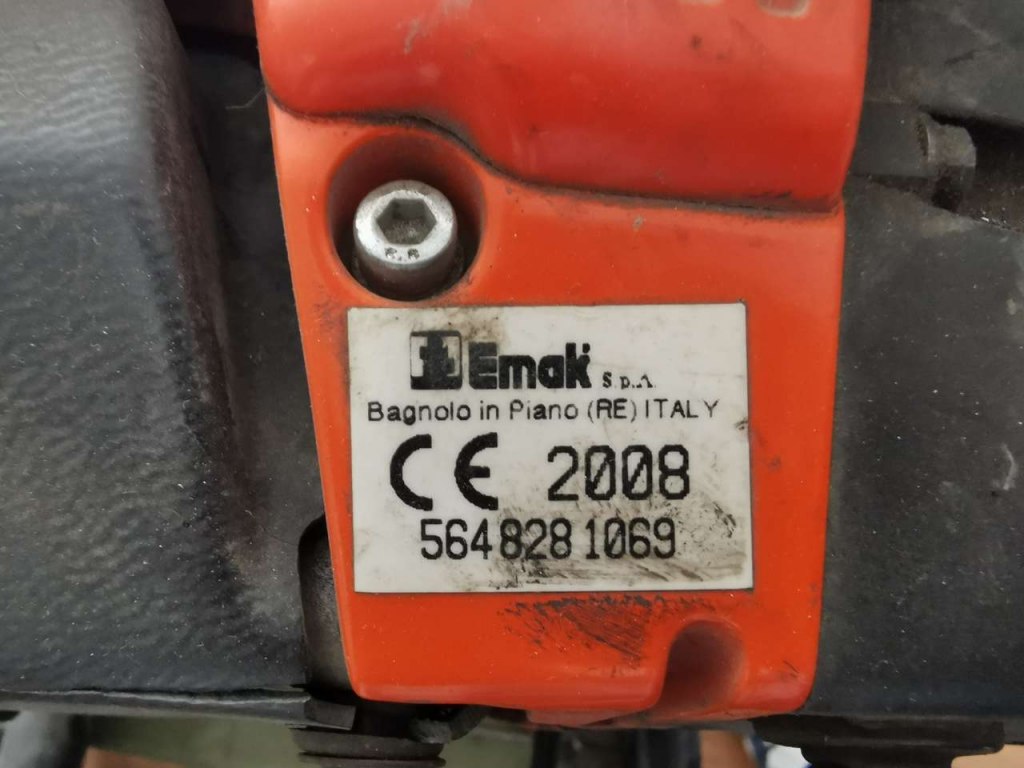 Emak S.p.A.
Bagnolo in Piano (RE) ITALY
CE 2008
564 828 1069